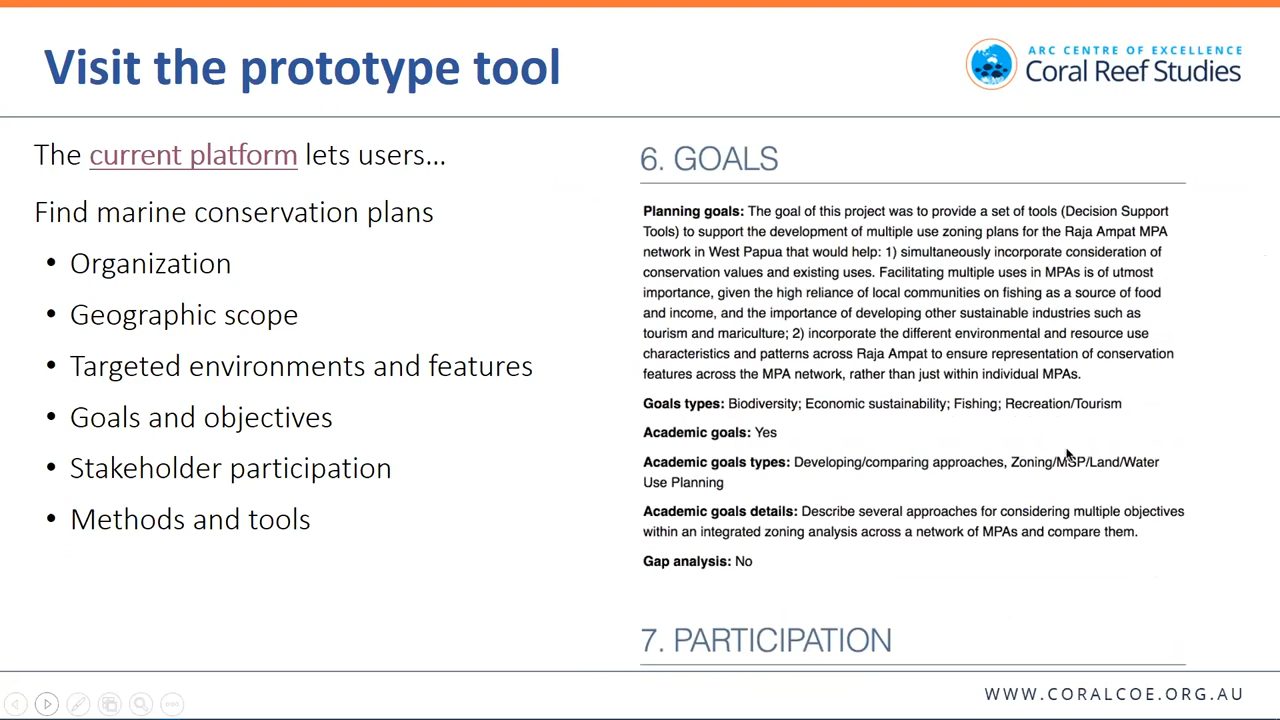 Visit the prototype tool
ARC CENTRE OF EXCELLENCE
Coral Reef Studies
The current platform lets users...
Find marine conservation plans
• Organization
• Geographic scope
• Targeted environments and features
• Goals and objectives
• Stakeholder participation
• Methods and tools
6. GOALS
Planning goals: The goal of this project was to provide a set of tools (Decision Support
Tools) to support the development of multiple use zoning plans for the Raja Ampat MPA
network in West Papua that would help: 1) simultaneously incorporate consideration of
conservation values and existing uses. Facilitating multiple uses in MPAs is of utmost
importance, given the high reliance of local communities on fishing as a source of food
and income, and the importance of developing other sustainable industries such as
tourism and mariculture; 2) incorporate the different environmental and resource use
characteristics and patterns across Raja Ampat to ensure representation of conservation
features across the MPA network, rather than just within individual MPAs.
Goals types: Biodiversity; Economic sustainability; Fishing; Recreation/Tourism
Academic goals: Yes
Academic goals types: Developing/comparing approaches, Zoning/MSP/Land/Water
Use Planning
Academic goals details: Describe several approaches for considering multiple objectives
within an integrated zoning analysis across a network of MPAs and compare them.
Gap analysis: No
7. PARTICIPATION
WWW.CORALCOE.ORG.AU